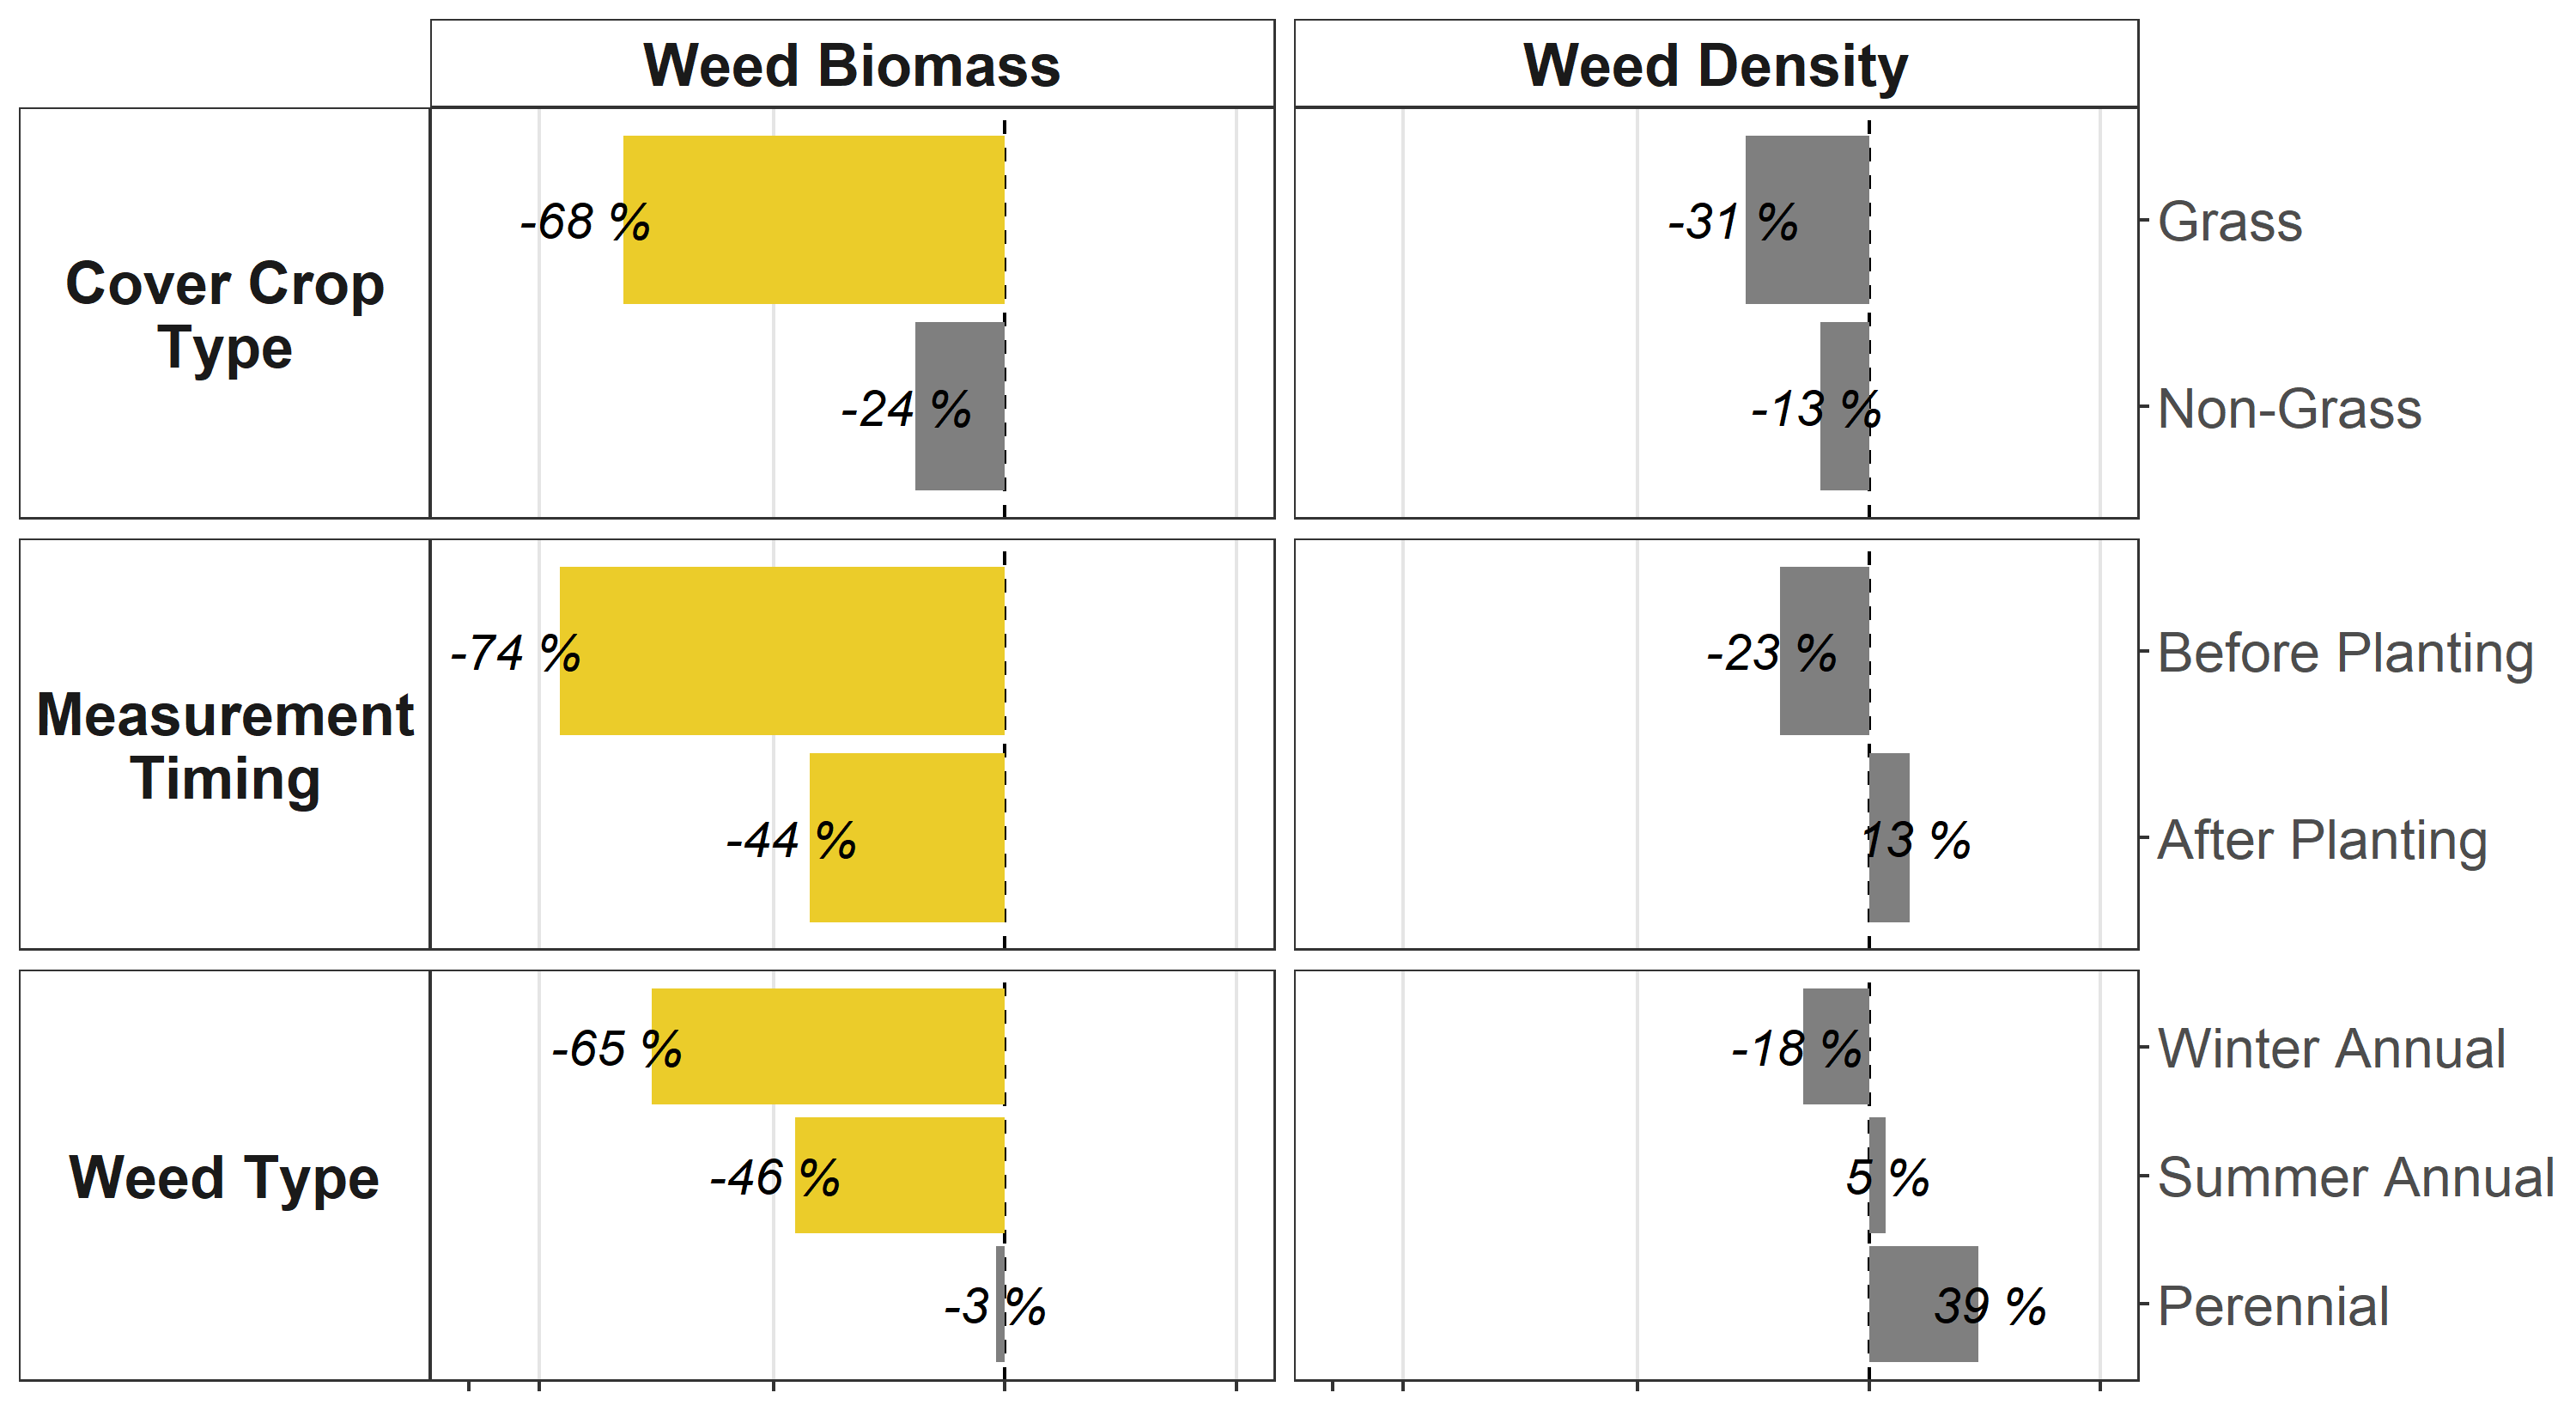 Weed Biomass
Weed Density
Cover Crop
Type
-68 %
-31 %
Grass
-24 %
-13 %
Non-Grass
Measurement
Timing
-74 %
-23 %
Before Planting
-44 %
13 %
After Planting
Weed Type
-65 %
-18 %
Winter Annual
-46 %
5 %
Summer Annual
-3 %
39 %
Perennial